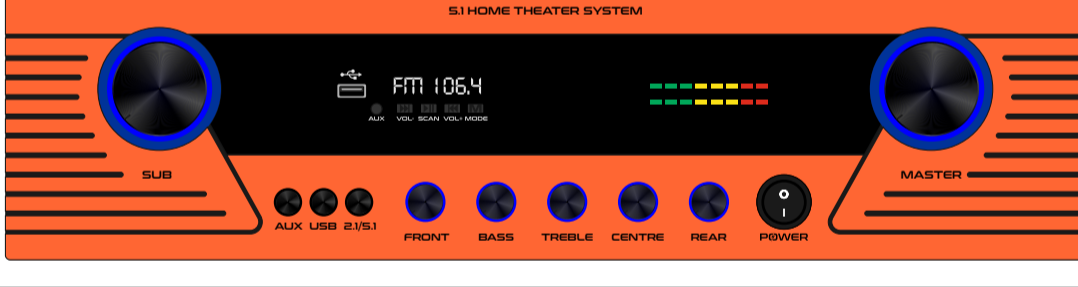 5.1 HOME THEATER SYSTEM
FM 106.4
AUX VOL- SCAN VOL+ MODE
SUB
MASTER
AUX USB 2.1/5.1
FRONT BASS TREBLE CENTRE REAR POWER